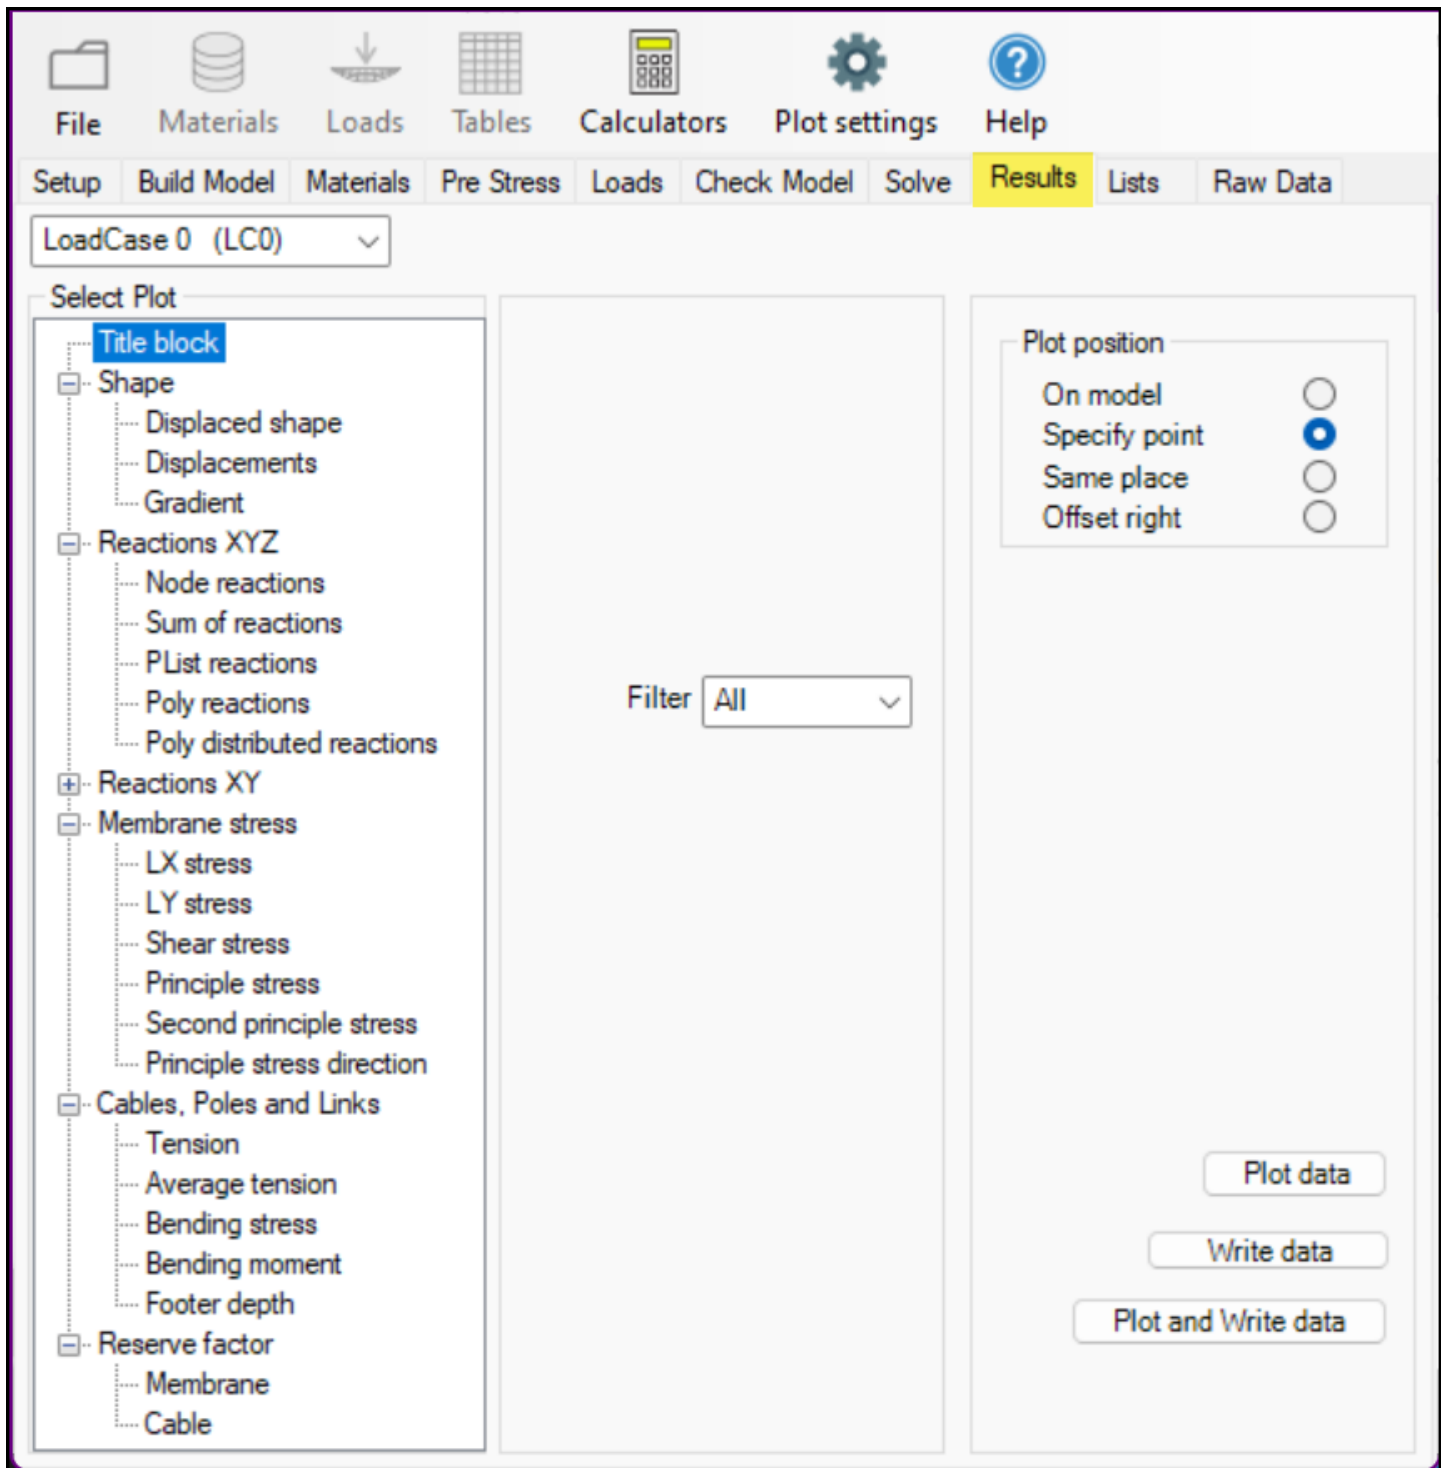 File Materials Loads Tables Calculators Plot settings Help
Setup Build Model Materials Pre Stress Loads Check Model Solve Results Lists Raw Data
LoadCase 0 (LC0)
Select Plot
Title block
Shape
Displaced shape
Displacements
Gradient
Reactions XYZ
Node reactions
Sum of reactions
PList reactions
Poly reactions
Poly distributed reactions
Reactions XY
Membrane stress
LX stress
LY stress
Shear stress
Principle stress
Second principle stress
Principle stress direction
Cables, Poles and Links
Tension
Average tension
Bending stress
Bending moment
Footer depth
Reserve factor
Membrane
Cable
Filter All
Plot position
On model
Specify point
Same place
Offset right
Plot data
Write data
Plot and Write data